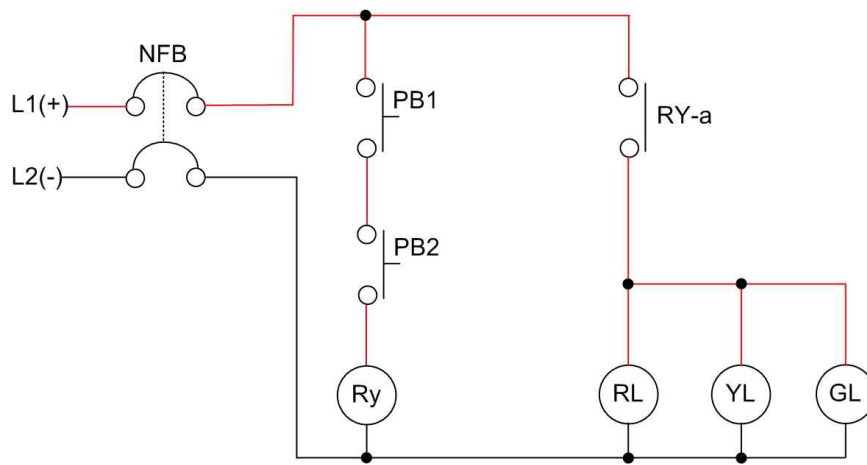 NFB
L1(+)
PB1
RY-a
L2(-)
PB2
Ry
RL
YL
GL